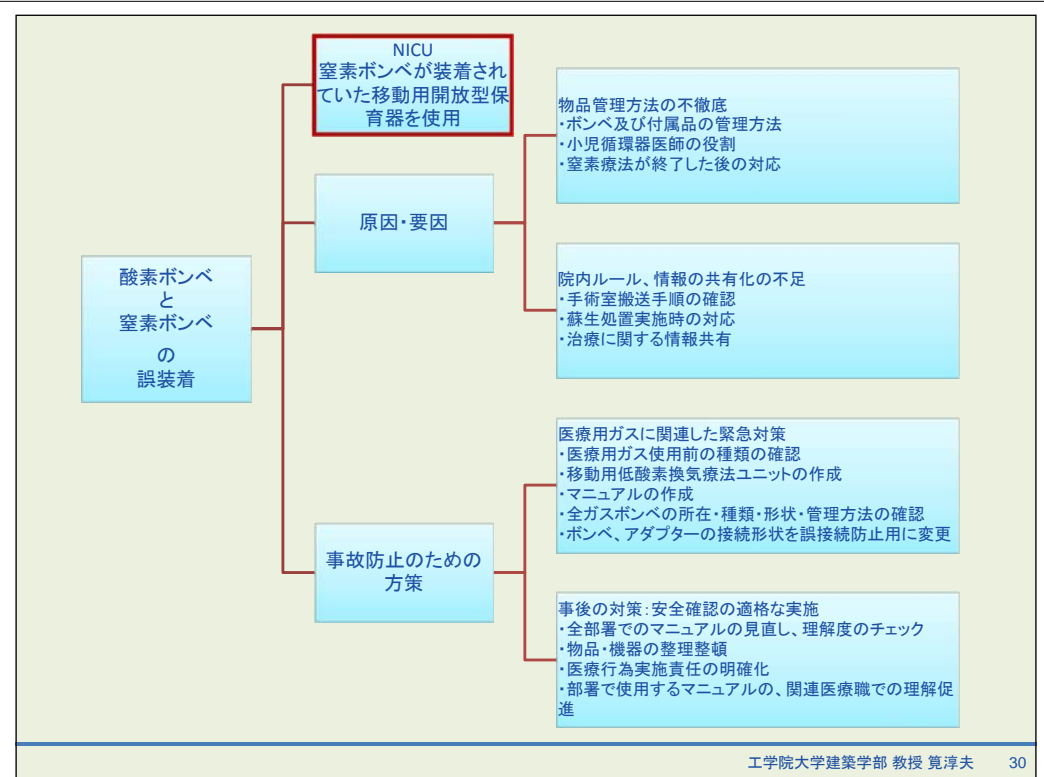 NICU
窒素ボンベが装着され
ていた移動用開放型保
育器を使用
物品管理方法の不徹底
・ボンベ及び付属品の管理方法
・小児循環器医師の役割
・窒素療法が終了した後の対応
原因・要因
院内ルール、情報の共有化の不足
・手術室搬送手順の確認
・蘇生処置実施時の対応
・治療に関する情報共有
酸素ボンベ
と
窒素ボンベ
の
誤装着
医療用ガスに関連した緊急対策
・医療用ガス使用前の種類の確認
・移動用低酸素換気療法ユニットの作成
・マニュアルの作成
・全ガスボンベの所在・種類・形状・管理方法の確認
・ボンベ、アダプターの接続形状を誤接続防止用に変更
事故防止のための
方策
事後の対策：安全確認の適格な実施
・全部署でのマニュアルの見直し、理解度のチェック
・物品・機器の整理整頓
・医療行為実施責任の明確化
・部署で使用するマニュアルの、関連医療職での理解促
進
工学院大学建築学部 教授 筧淳夫 30